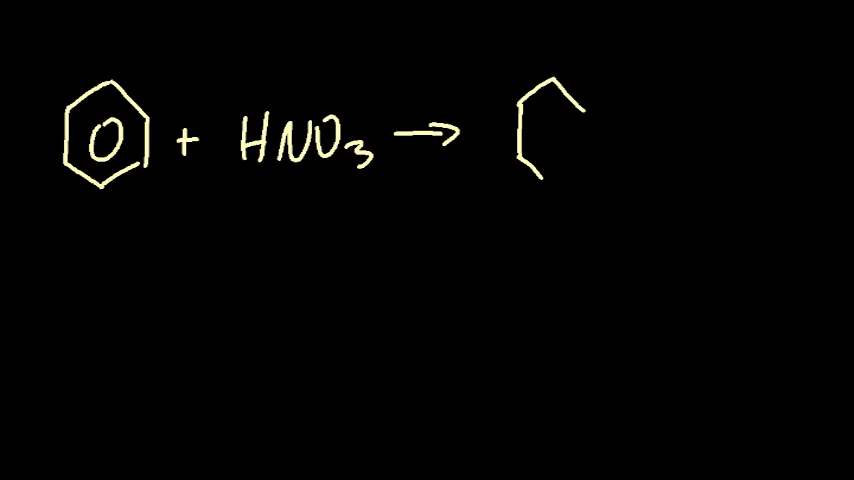 + HNO3 →